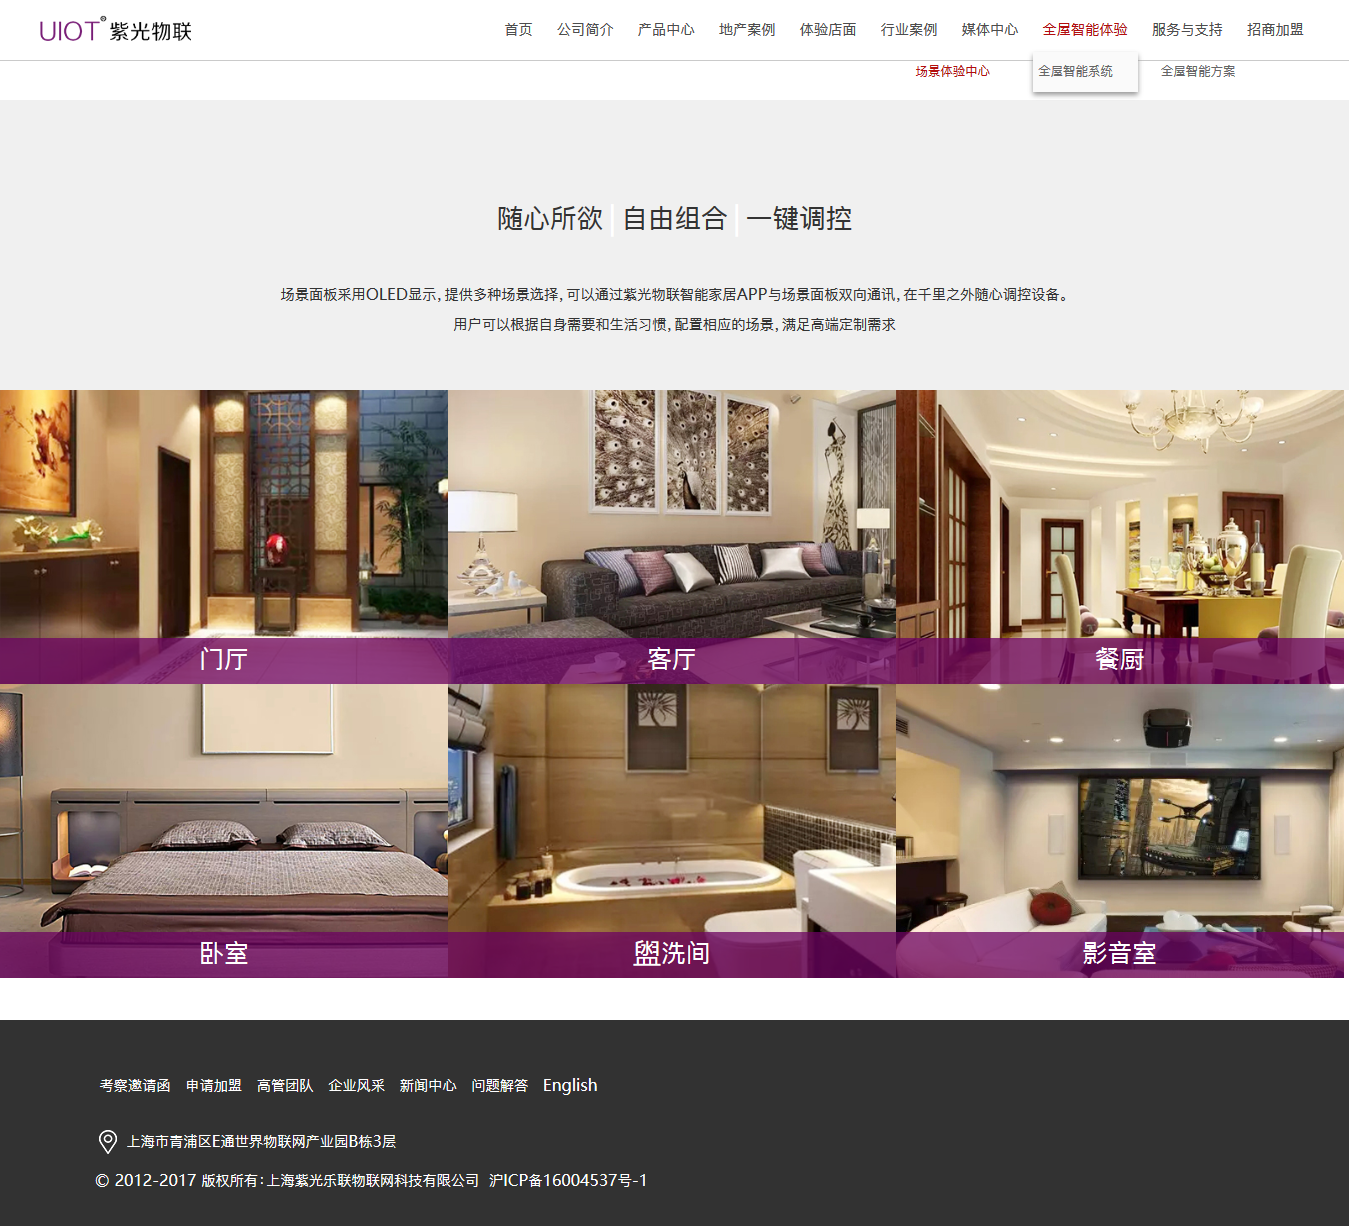 UIOT® 紫光物联
首页 公司简介 产品中心 地产案例 体验店面 行业案例 媒体中心 全屋智能体验 服务与支持 招商加盟
场景体验中心 全屋智能系统 全屋智能方案
随心所欲 | 自由组合 | 一键调控
场景面板采用OLED显示, 提供多种场景选择, 可以通过紫光物联智能家居APP与场景面板双向通讯, 在千里之外随心调控设备。
用户可以根据自身需要和生活习惯, 配置相应的场景, 满足高端定制需求
门厅 客厅 餐厨
卧室 盥洗间 影音室
考察邀请函 申请加盟 高管团队 企业风采 新闻中心 问题解答 English
上海市青浦区E通世界物联网产业园B栋3层
© 2012-2017 版权所有: 上海紫光乐联物联网科技有限公司 沪ICP备16004537号-1